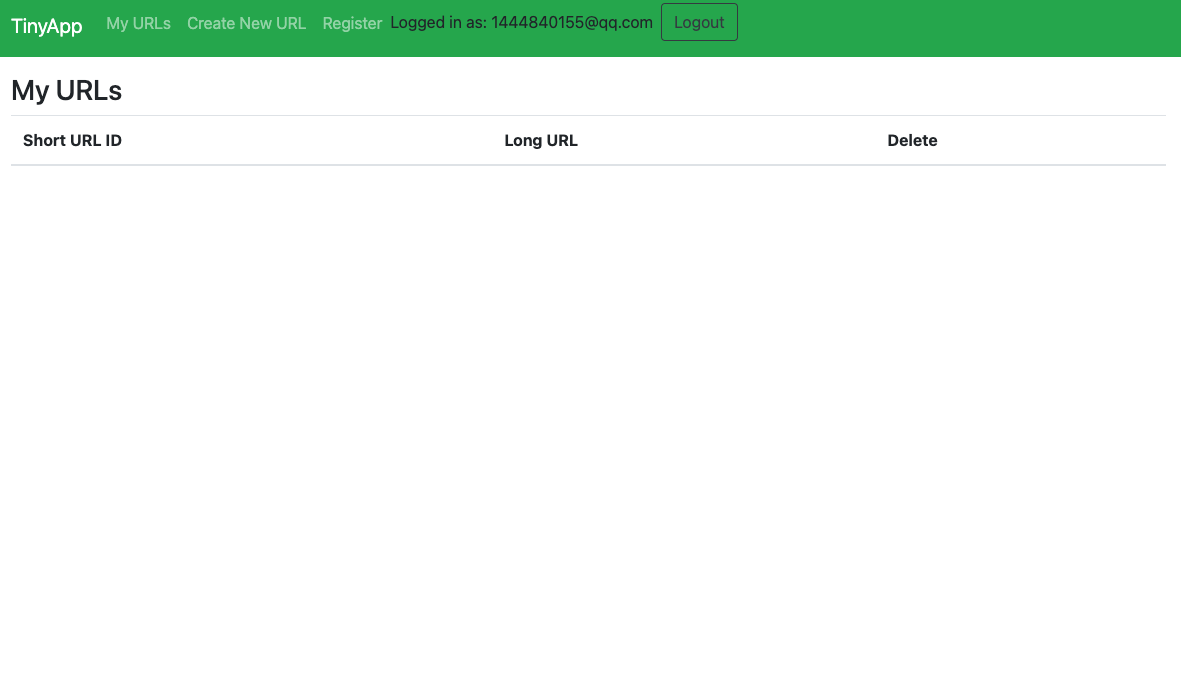 TinyApp My URLs Create New URL Register Logged in as: 1444840155@qq.com Logout
My URLs
Short URL ID Long URL Delete